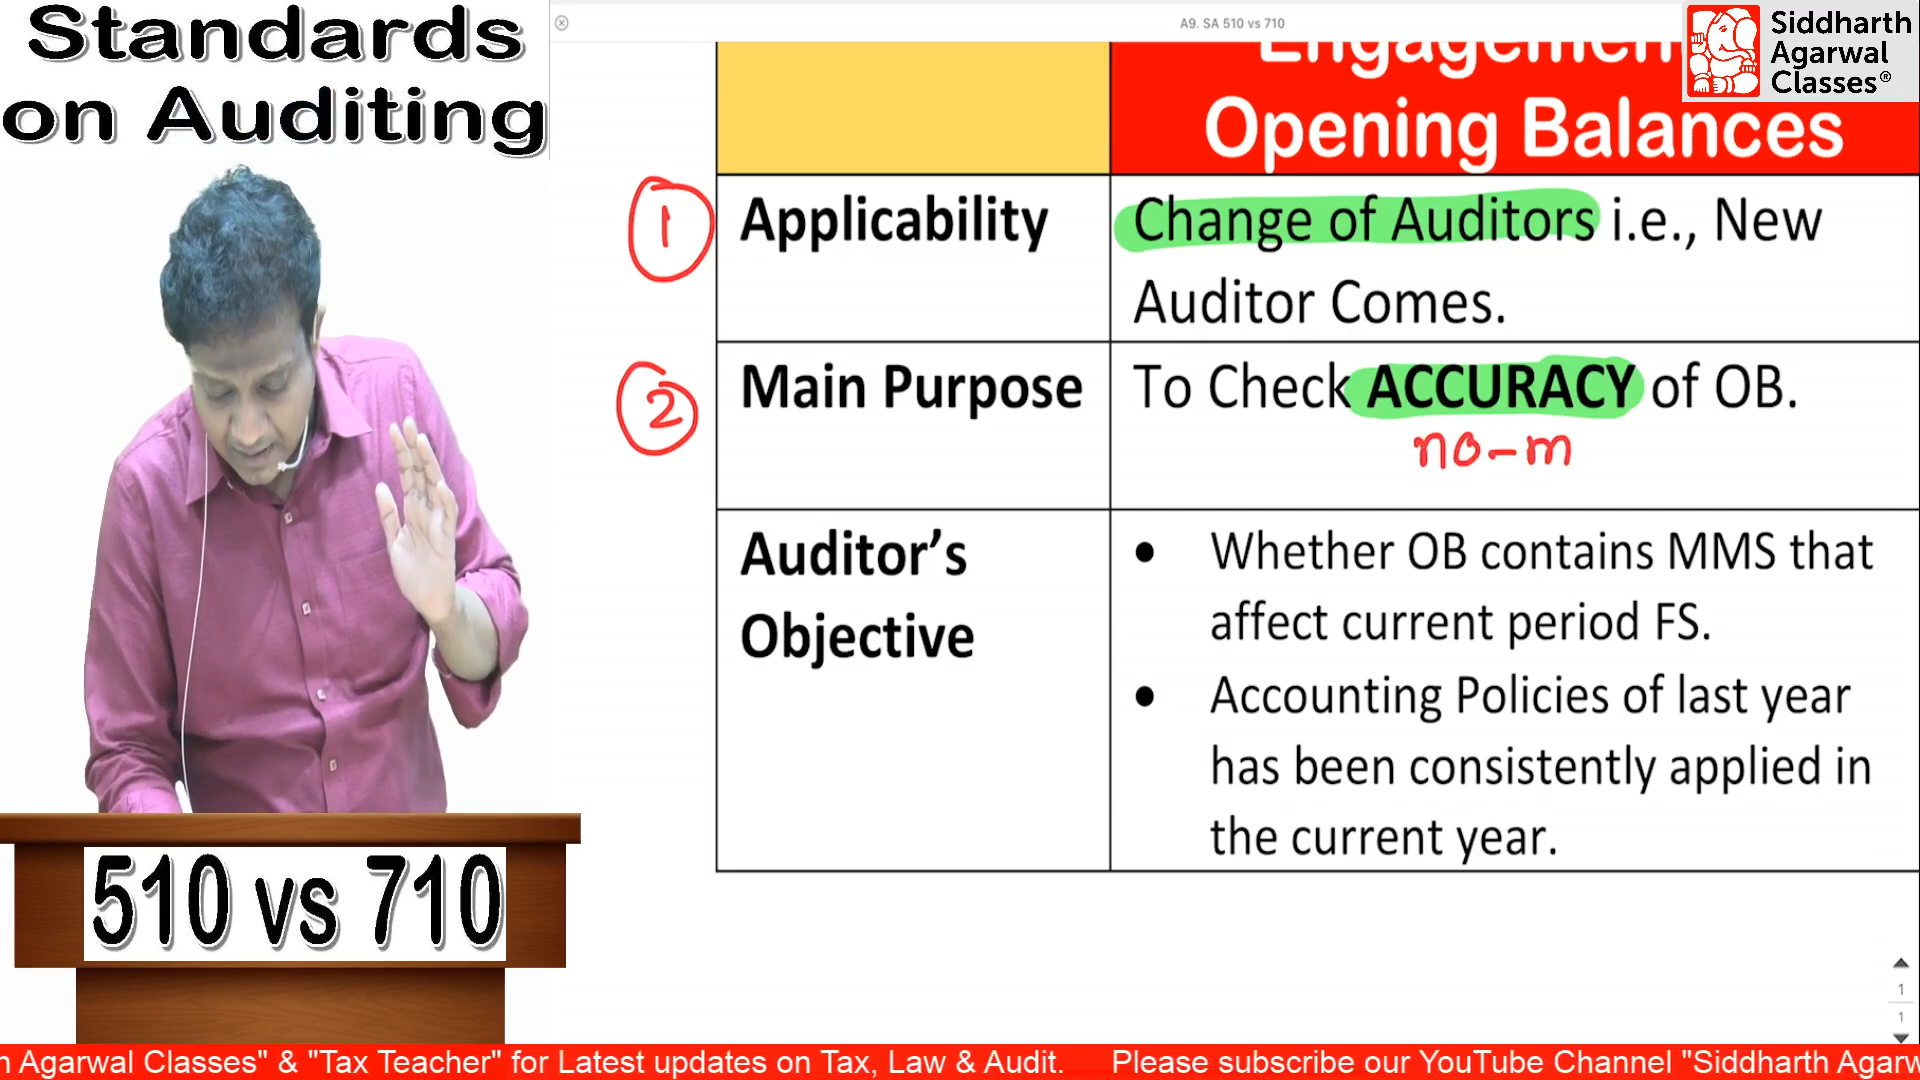 Standards
on Auditing
A9. SA 510 vs 710
Siddharth
Agarwal
Classes®
Engagement
Opening Balances
1
Applicability
Change of Auditors i.e., New
Auditor Comes.
2
Main Purpose
To Check ACCURACY of OB.
no-m
Auditor's
Objective
• Whether OB contains MMS that
affect current period FS.
• Accounting Policies of last year
has been consistently applied in
the current year.
510 vs 710
1
1
h Agarwal Classes" & "Tax Teacher" for Latest updates on Tax, Law & Audit. Please subscribe our YouTube Channel "Siddharth Agarw